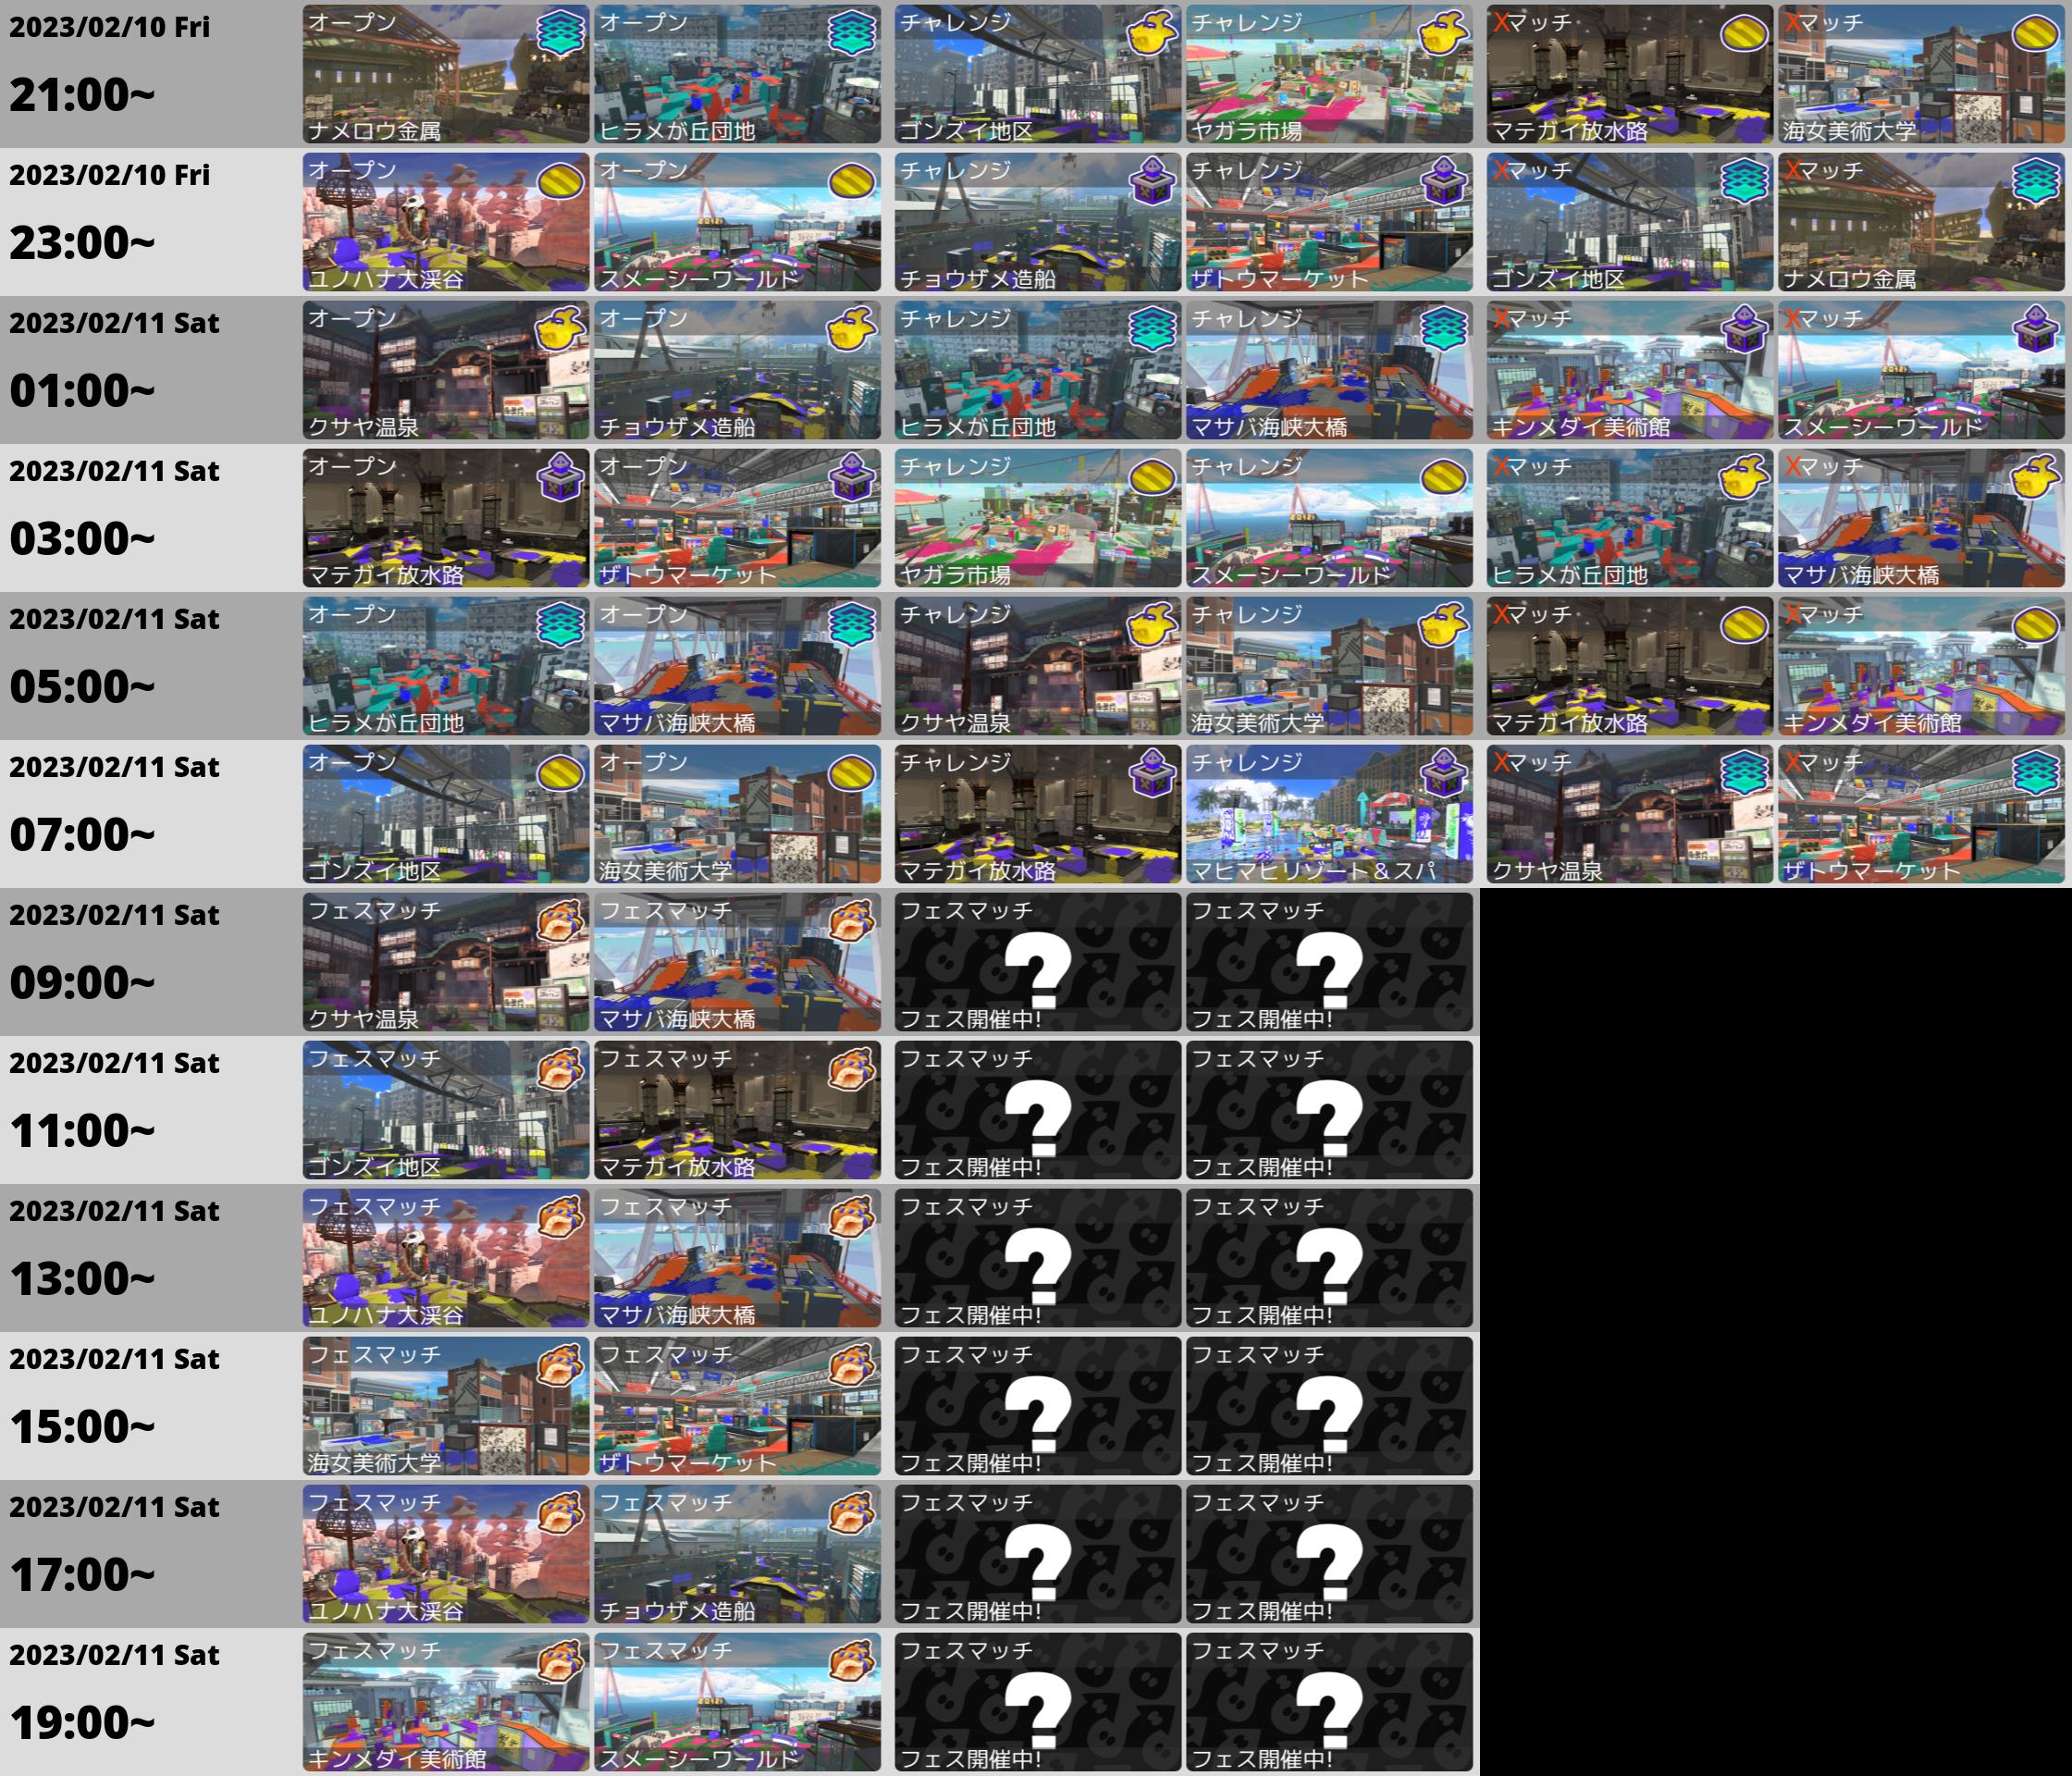 2023/02/10 Fri
21:00~
オープン
ナメロウ金属
オープン
ヒラメが丘団地
チャレンジ
ゴンズイ地区
チャレンジ
ヤガラ市場
Xマッチ
マテガイ放水路
Xマッチ
海女美術大学
2023/02/10 Fri
23:00~
オープン
ユノハナ大渓谷
オープン
スメーシーワールド
チャレンジ
チョウザメ造船
チャレンジ
ザトウマーケット
Xマッチ
ゴンズイ地区
Xマッチ
ナメロウ金属
2023/02/11 Sat
01:00~
オープン
クサヤ温泉
オープン
チョウザメ造船
チャレンジ
ヒラメが丘団地
チャレンジ
マサバ海峡大橋
Xマッチ
キンメダイ美術館
Xマッチ
スメーシーワールド
2023/02/11 Sat
03:00~
オープン
マテガイ放水路
オープン
ザトウマーケット
チャレンジ
ヤガラ市場
チャレンジ
スメーシーワールド
Xマッチ
ヒラメが丘団地
Xマッチ
マサバ海峡大橋
2023/02/11 Sat
05:00~
オープン
ヒラメが丘団地
オープン
マサバ海峡大橋
チャレンジ
クサヤ温泉
チャレンジ
海女美術大学
Xマッチ
マテガイ放水路
Xマッチ
キンメダイ美術館
2023/02/11 Sat
07:00~
オープン
ゴンズイ地区
オープン
海女美術大学
チャレンジ
マテガイ放水路
チャレンジ
マヒマヒリゾート＆スパ
Xマッチ
クサヤ温泉
Xマッチ
ザトウマーケット
2023/02/11 Sat
09:00~
フェスマッチ
クサヤ温泉
フェスマッチ
マサバ海峡大橋
フェスマッチ
?
フェス開催中!
フェスマッチ
?
フェス開催中!
2023/02/11 Sat
11:00~
フェスマッチ
ゴンズイ地区
フェスマッチ
マテガイ放水路
フェスマッチ
?
フェス開催中!
フェスマッチ
?
フェス開催中!
2023/02/11 Sat
13:00~
フェスマッチ
ユノハナ大渓谷
フェスマッチ
マサバ海峡大橋
フェスマッチ
?
フェス開催中!
フェスマッチ
?
フェス開催中!
2023/02/11 Sat
15:00~
フェスマッチ
海女美術大学
フェスマッチ
ザトウマーケット
フェスマッチ
?
フェス開催中!
フェスマッチ
?
フェス開催中!
2023/02/11 Sat
17:00~
フェスマッチ
ユノハナ大渓谷
フェスマッチ
チョウザメ造船
フェスマッチ
?
フェス開催中!
フェスマッチ
?
フェス開催中!
2023/02/11 Sat
19:00~
フェスマッチ
キンメダイ美術館
フェスマッチ
スメーシーワールド
フェスマッチ
?
フェス開催中!
フェスマッチ
?
フェス開催中!